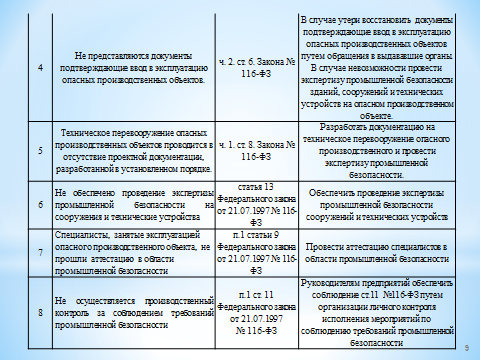 4
Не представляются документы
подтверждающие ввод в эксплуатацию
опасных производственных объектов.
ч. 2. ст. 6. Закона №
116-ФЗ
В случае утери восстановить документы
подтверждающие ввод в эксплуатацию
опасных производственных объектов
путем обращения в выдававшие органы.
В случае невозможности провести
экспертизу промышленной безопасности
зданий, сооружений и технических
устройств на опасном производственном
объекте.
5
Техническое перевооружение опасных
производственных объектов проводится в
отсутствие проектной документации,
разработанной в установленном порядке.
ч. 1. ст. 8. Закона №
116-ФЗ
Разработать документацию на
техническое перевооружение опасного
производственного и провести
экспертизу промышленной
безопасности.
6
Не обеспечено проведение экспертизы
промышленной безопасности на
сооружения и технические устройства
статья 13
Федерального закона
от 21.07.1997 № 116-
ФЗ
Обеспечить проведение экспертизы
промышленной безопасности
сооружений и технических устройств
7
Специалисты, занятые эксплуатацией
опасного производственного объекта, не
прошли аттестацию в области
промышленной безопасности
п.1 статьи 9
Федерального закона
от 21.07.1997 № 116-
ФЗ
Провести аттестацию специалистов в
области промышленной безопасности
8
Не осуществляется производственный
контроль за соблюдением требований
промышленной безопасности
п.1 ст. 11
Федерального закона
от 21.07.1997
№ 116-ФЗ
Руководителям предприятий обеспечить
соблюдение ст.11 №116-ФЗ путем
организации личного контроля
исполнения мероприятий по
соблюдению требований промышленной
безопасности
9